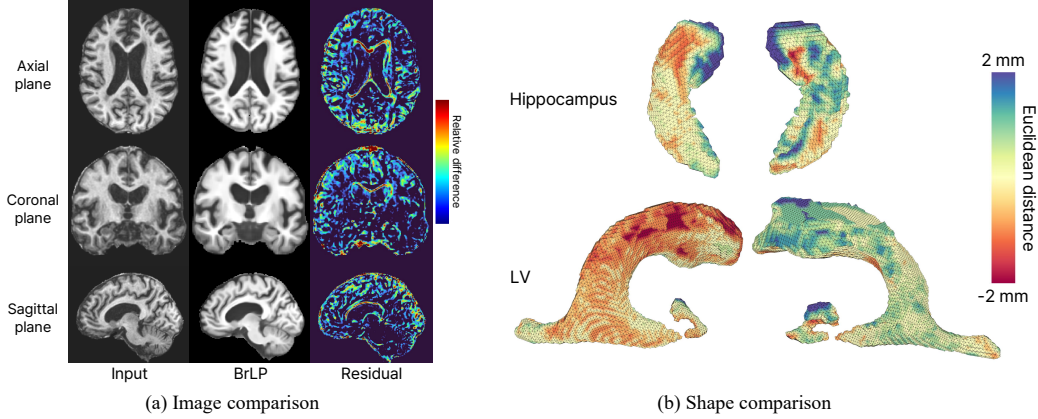 Axial
plane
Coronal
plane
Sagittal
plane
Input
BrLP
Residual
Relative difference
(a) Image comparison
Hippocampus
LV
2 mm
Euclidean distance
-2 mm
(b) Shape comparison